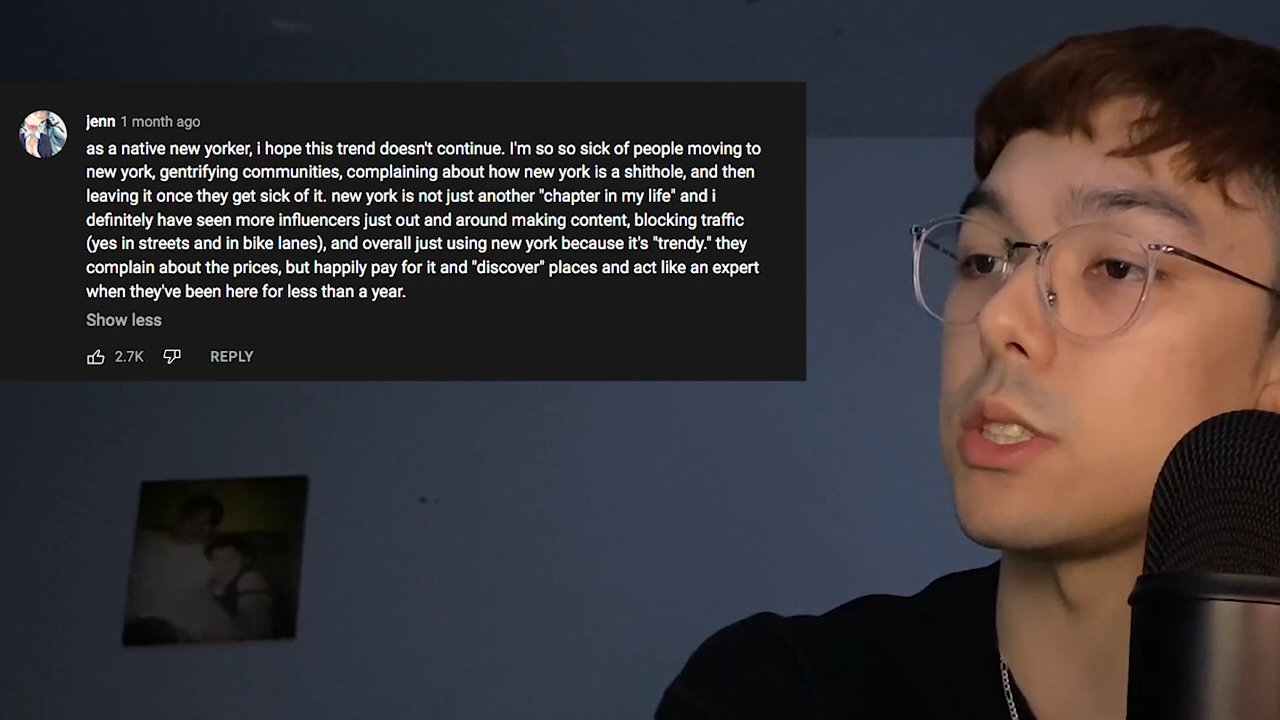 jenn 1 month ago
as a native new yorker, i hope this trend doesn't continue. I'm so so sick of people moving to
new york, gentrifying communities, complaining about how new york is a shithole, and then
leaving it once they get sick of it. new york is not just another "chapter in my life" and i
definitely have seen more influencers just out and around making content, blocking traffic
(yes in streets and in bike lanes), and overall just using new york because it's "trendy." they
complain about the prices, but happily pay for it and "discover" places and act like an expert
when they've been here for less than a year.
Show less
2.7K REPLY